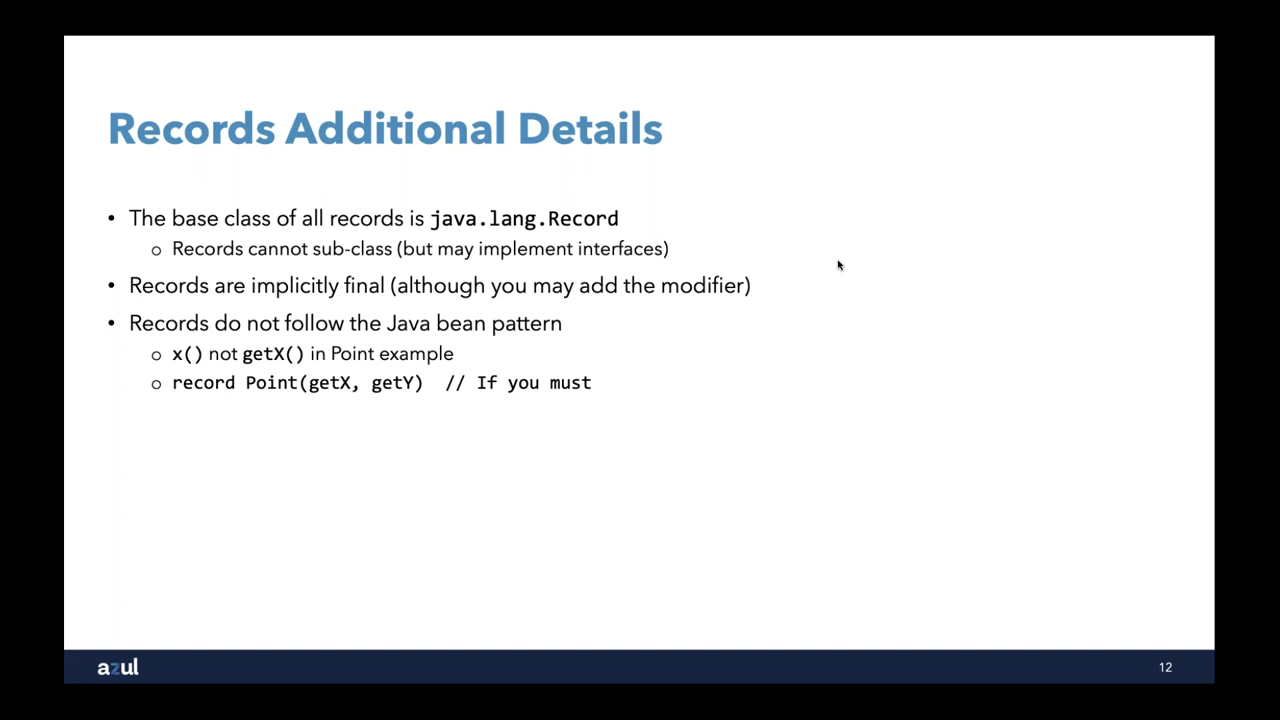 Records Additional Details
• The base class of all records is java.lang.Record
o Records cannot sub-class (but may implement interfaces)
• Records are implicitly final (although you may add the modifier)
• Records do not follow the Java bean pattern
o x() not getX() in Point example
o record Point(getX, getY) // If you must
azul
12